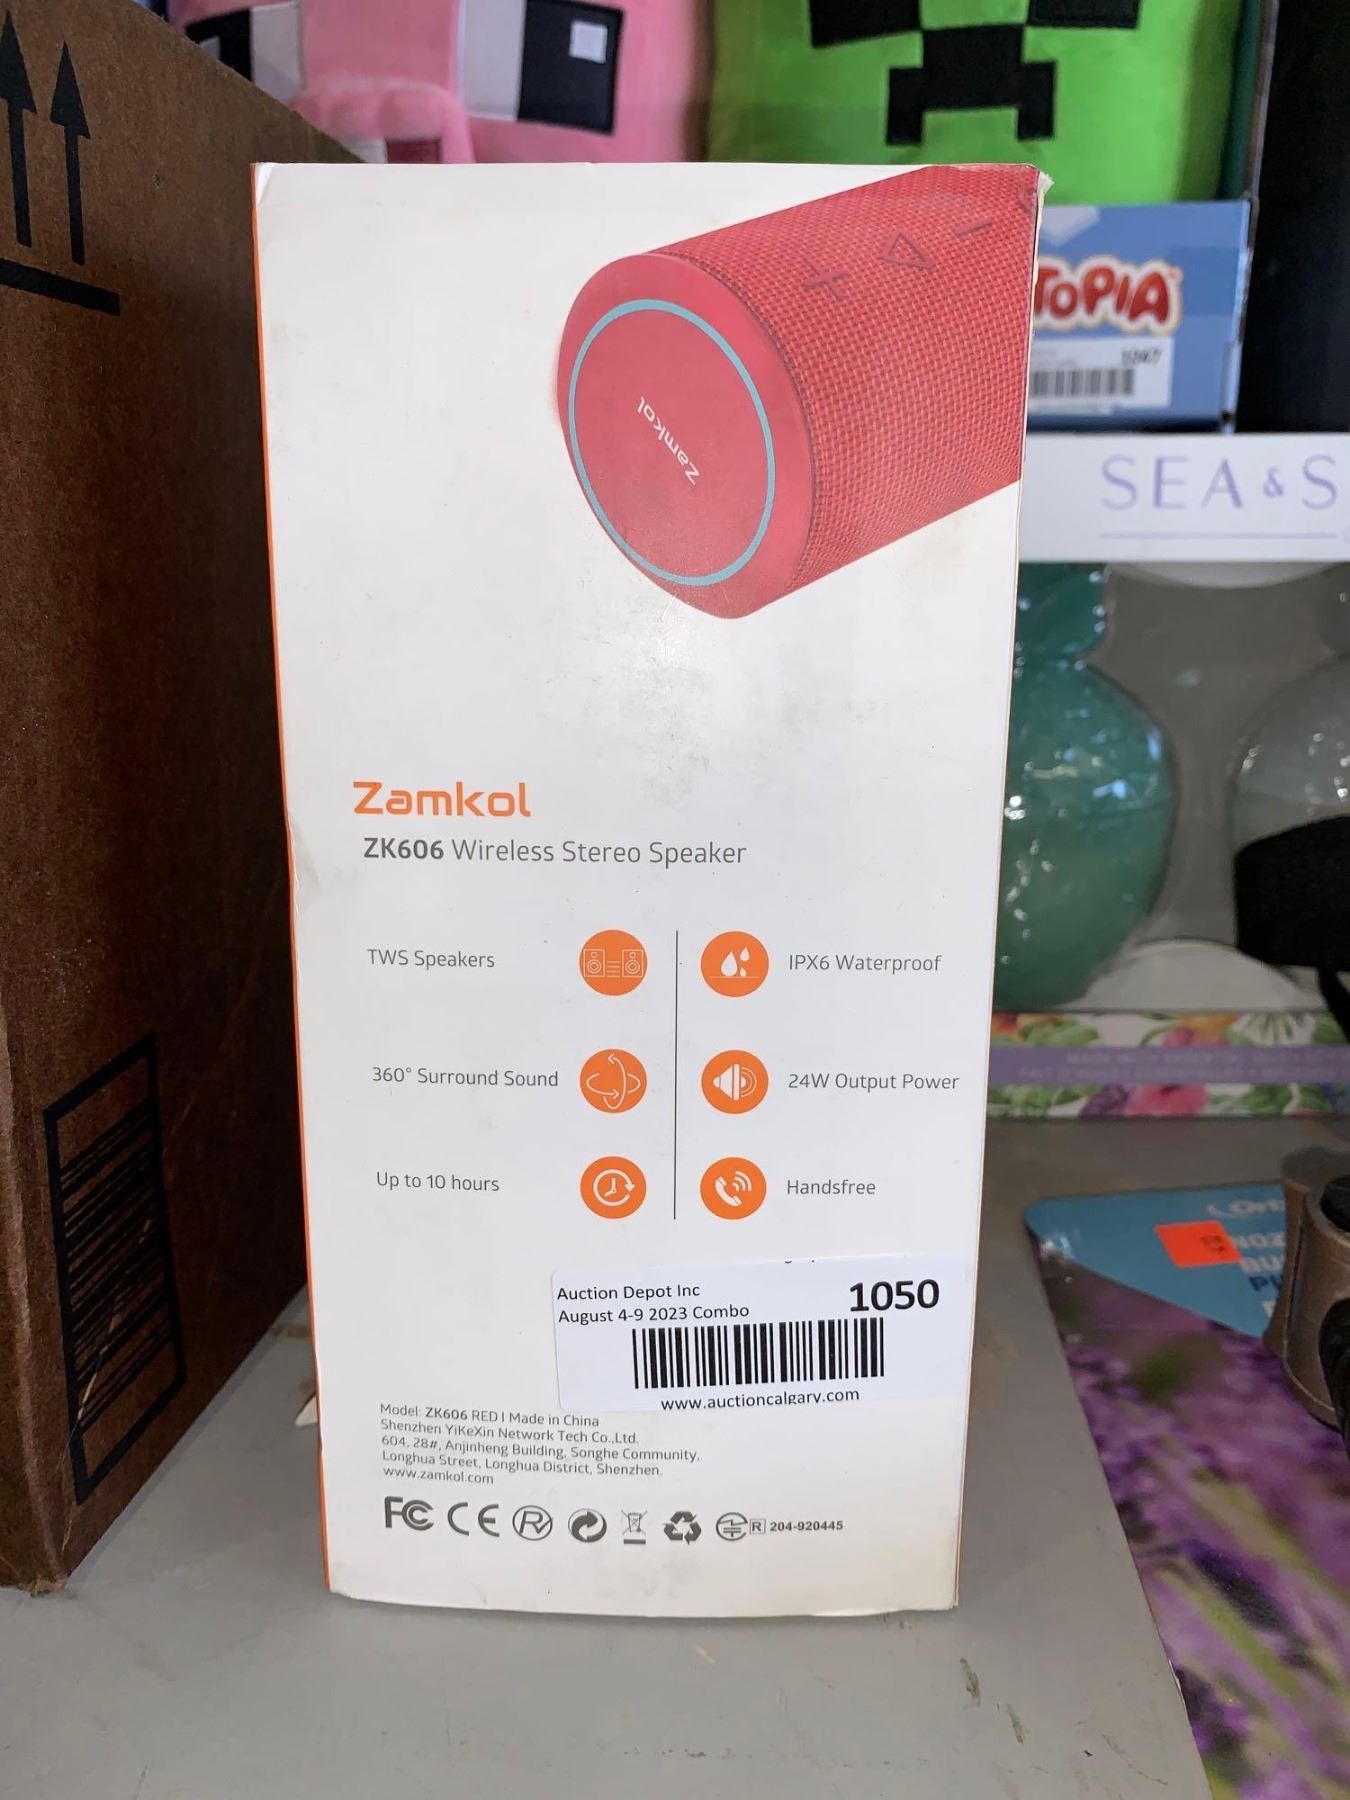 TOPIA
1047
SEA & S
Zamkol
Zamkol
ZK606 Wireless Stereo Speaker
TWS Speakers
IPX6 Waterproof
360° Surround Sound
24W Output Power
Up to 10 hours
Handsfree
Auction Depot Inc
1050
August 4-9 2023 Combo
www.auctioncalgary.com
Model: ZK606 RED | Made in China
Shenzhen YiKeXin Network Tech Co.,Ltd.
604, 28#, Anjinheng Building, Songhe Community,
Longhua Street, Longhua District, Shenzhen.
www.zamkol.com
FC CE R 204-920445